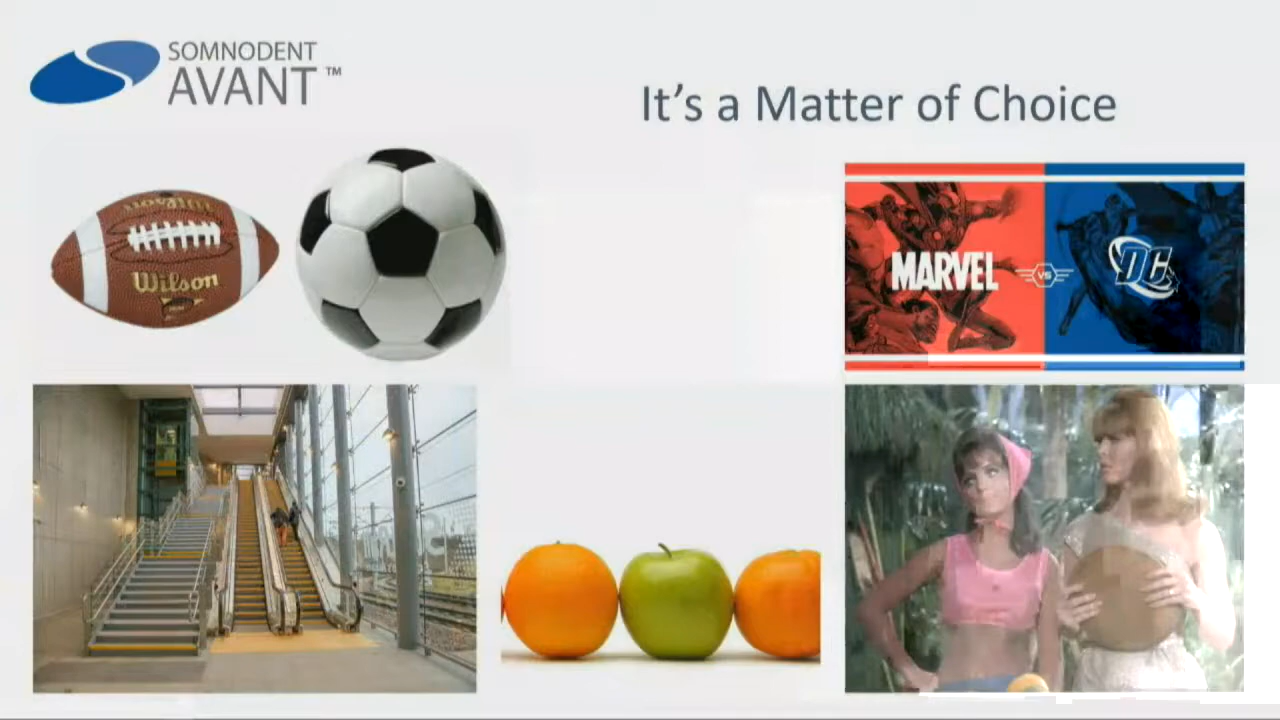 SOMNODENT
AVANT™
It's a Matter of Choice
Wilson
MARVEL
VS
DC